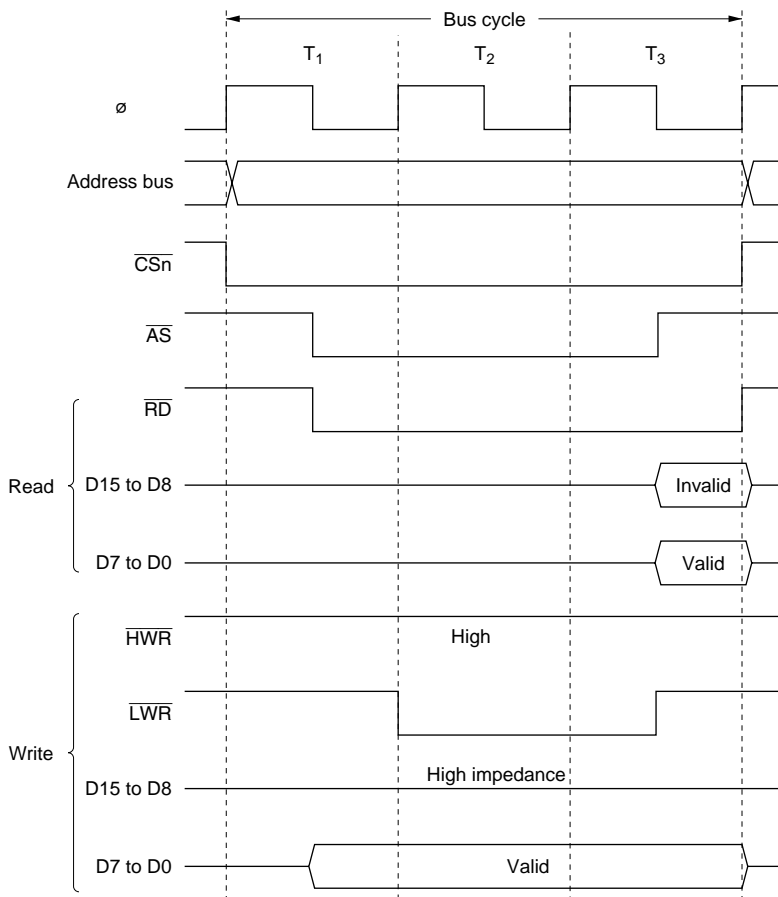 Bus cycle
T1 T2 T3
ø
Address bus
CSn
AS
RD
Read
D15 to D8 Invalid
D7 to D0 Valid
HWR High
LWR
Write
High impedance
D15 to D8
D7 to D0 Valid